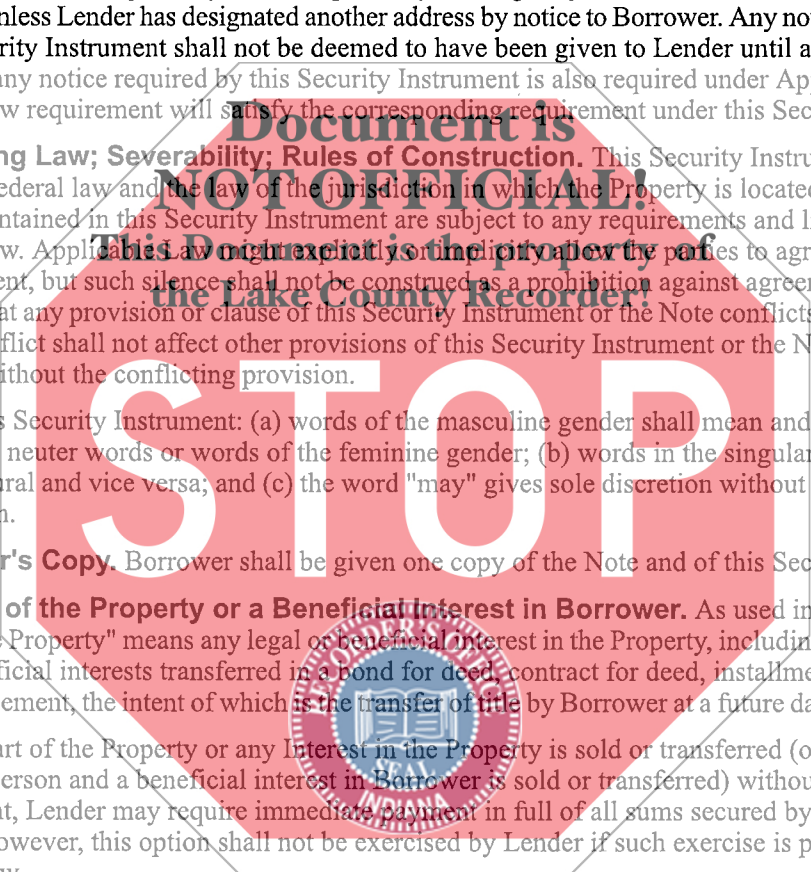 nless Lender has designated another address by notice to Borrower. Any no
rity Instrument shall not be deemed to have been given to Lender until a
any notice required by this Security Instrument is also required under Ap
w requirement will satisfy the corresponding requirement under this Sec
Document is
ng Law; Severability; Rules of Construction. This Security Instru
ederal law and the law of the jurisdiction in which the Property is locate
NOT OFFICIAL!
ntained in this Security Instrument are subject to any requirements and l
w. Applicable Law might explicitly or implicitly allow the parties to agr
This Document is the property of
ent, but such silence shall not be construed as a prohibition against agreer
the Lake County Recorder!
at any provision or clause of this Security Instrument or the Note conflicts
flict shall not affect other provisions of this Security Instrument or the N
ithout the conflicting provision.
STOP
s Security Instrument: (a) words of the masculine gender shall mean and
neuter words or words of the feminine gender; (b) words in the singular
ral and vice versa; and (c) the word "may" gives sole discretion without
n.
r's Copy. Borrower shall be given one copy of the Note and of this Sec
of the Property or a Beneficial Interest in Borrower. As used in
Property" means any legal or beneficial interest in the Property, includin
ficial interests transferred in a bond for deed, contract for deed, installme
ement, the intent of which is the transfer of title by Borrower at a future da
RECORDER'S OFFICE
SEAL
INDIANA
art of the Property or any Interest in the Property is sold or transferred (o
erson and a beneficial interest in Borrower is sold or transferred) withou
t, Lender may require immediate payment in full of all sums secured by
owever, this option shall not be exercised by Lender if such exercise is p